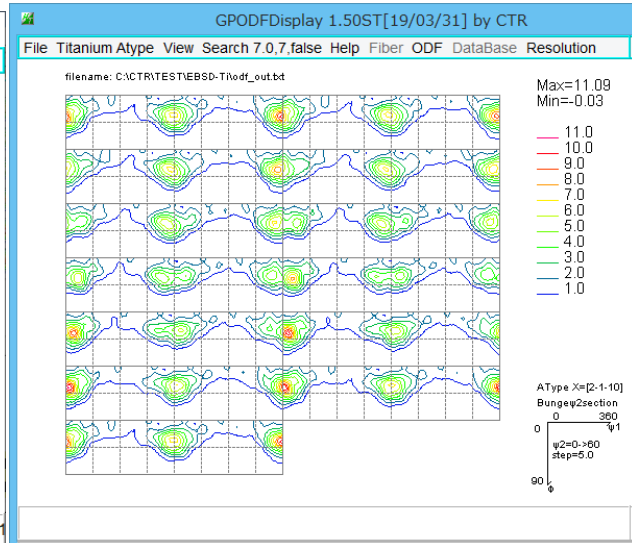 GPODFDisplay 1.50ST[19/03/31] by CTR
File Titanium Atype View Search 7.0,7,false Help Fiber ODF DataBase Resolution
filename: C:\CTR\TEST\EBSD-Ti\odf_out.txt
Max=11.09
Min=-0.03
11.0
10.0
9.0
8.0
7.0
6.0
5.0
4.0
3.0
2.0
1.0
AType X=[2-1-10]
Bungeφ2section
0 360
0 φ1
φ2=0->60
step=5.0
90
Φ
1